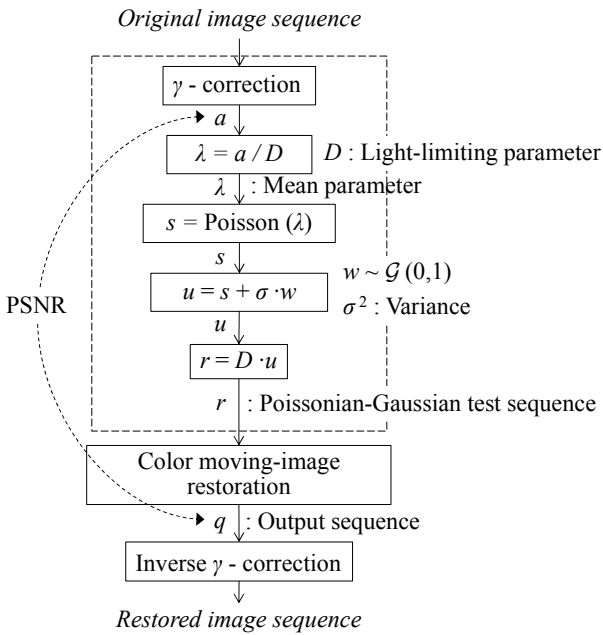 Original image sequence
γ - correction
a
λ = a / D
D : Light-limiting parameter
λ : Mean parameter
s = Poisson (λ)
s
w ~ 𝒢 (0,1)
u = s + σ ·w
σ² : Variance
PSNR
u
r = D ·u
r : Poissonian-Gaussian test sequence
Color moving-image
restoration
q : Output sequence
Inverse γ - correction
Restored image sequence